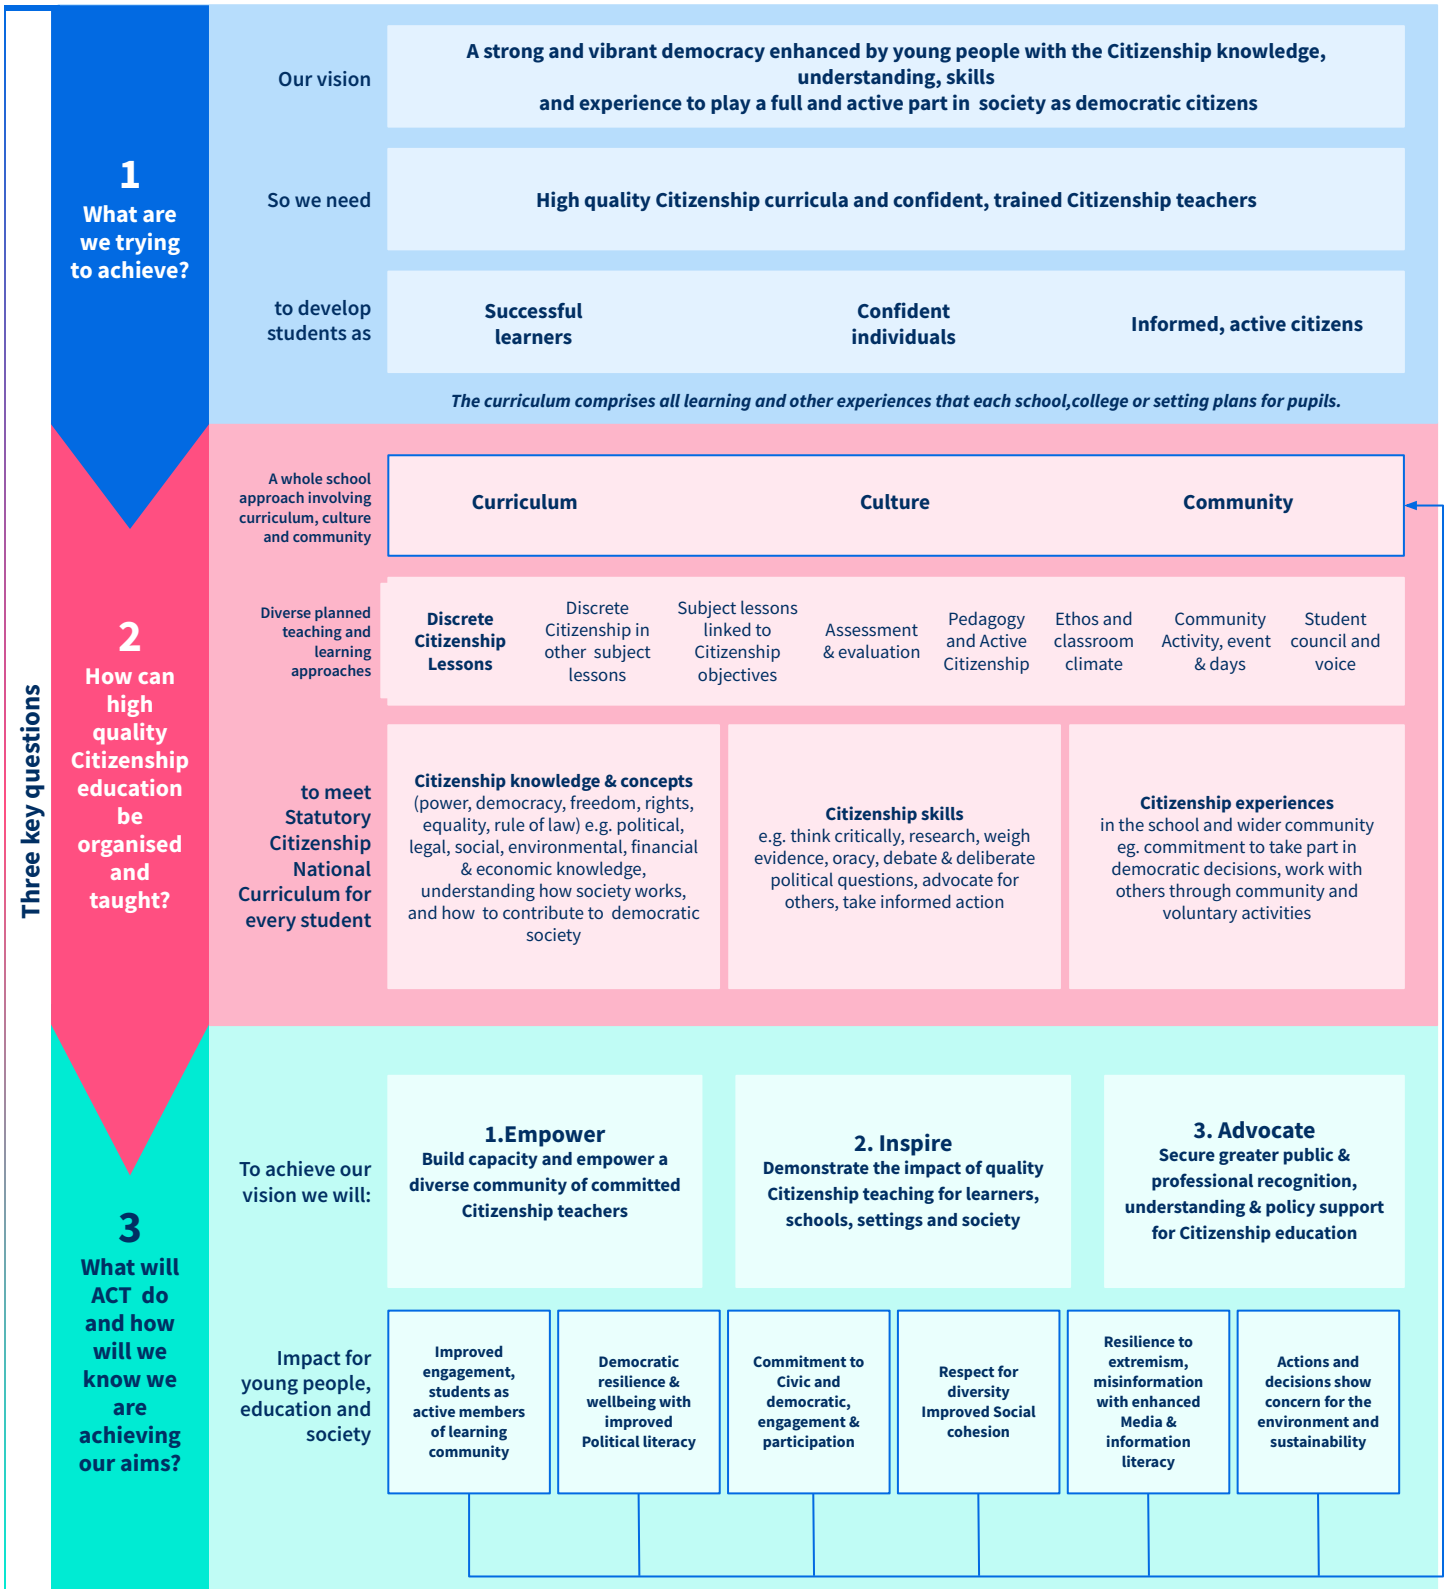 Three key questions
1
What are
we trying
to achieve?
Our vision
A strong and vibrant democracy enhanced by young people with the Citizenship knowledge,
understanding, skills
and experience to play a full and active part in society as democratic citizens
So we need
High quality Citizenship curricula and confident, trained Citizenship teachers
to develop
students as
Successful
learners
Confident
individuals
Informed, active citizens
The curriculum comprises all learning and other experiences that each school,college or setting plans for pupils.
2
How can
high
quality
Citizenship
education
be
organised
and
taught?
A whole school
approach involving
curriculum, culture
and community
Curriculum
Culture
Community
Diverse planned
teaching and
learning
approaches
Discrete
Citizenship
Lessons
Discrete
Citizenship in
other subject
lessons
Subject lessons
linked to
Citizenship
objectives
Assessment
& evaluation
Pedagogy
and Active
Citizenship
Ethos and
classroom
climate
Community
Activity, event
& days
Student
council and
voice
to meet
Statutory
Citizenship
National
Curriculum for
every student
Citizenship knowledge & concepts
(power, democracy, freedom, rights,
equality, rule of law) e.g. political,
legal, social, environmental, financial
& economic knowledge,
understanding how society works,
and how to contribute to democratic
society
Citizenship skills
e.g. think critically, research, weigh
evidence, oracy, debate & deliberate
political questions, advocate for
others, take informed action
Citizenship experiences
in the school and wider community
eg. commitment to take part in
democratic decisions, work with
others through community and
voluntary activities
3
What will
ACT do
and how
will we
know we
are
achieving
our aims?
To achieve our
vision we will:
1.Empower
Build capacity and empower a
diverse community of committed
Citizenship teachers
2. Inspire
Demonstrate the impact of quality
Citizenship teaching for learners,
schools, settings and society
3. Advocate
Secure greater public &
professional recognition,
understanding & policy support
for Citizenship education
Impact for
young people,
education and
society
Improved
engagement,
students as
active members
of learning
community
Democratic
resilience &
wellbeing with
improved
Political literacy
Commitment to
Civic and
democratic,
engagement &
participation
Respect for
diversity
Improved Social
cohesion
Resilience to
extremism,
misinformation
with enhanced
Media &
information
literacy
Actions and
decisions show
concern for the
environment and
sustainability